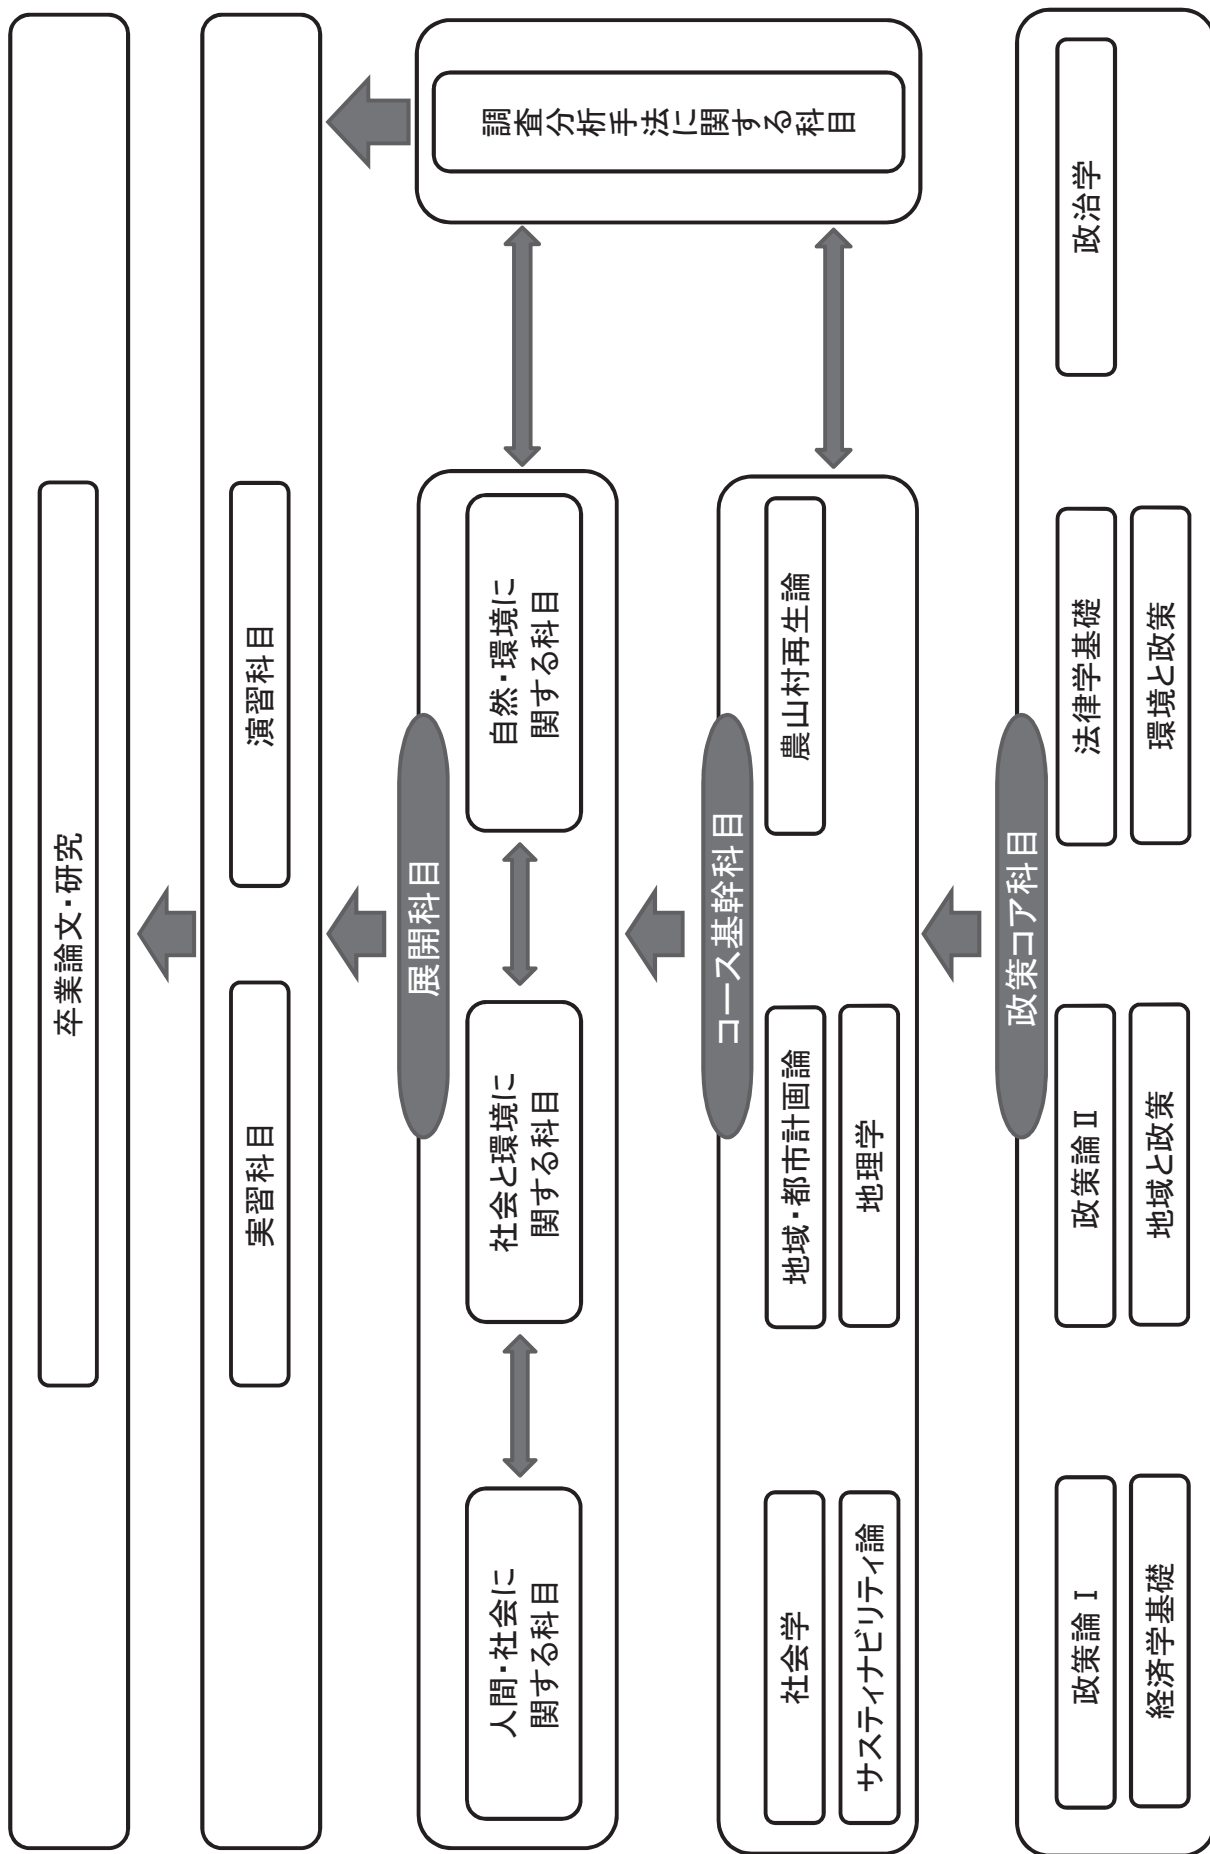 卒業論文・研究
実習科目
演習科目
展開科目
人間・社会に
関する科目
社会と環境に
関する科目
自然・環境に
関する科目
調査分析手法に関する科目
コース基幹科目
社会学
地域・都市計画論
農山村再生論
サスティナビリティ論
地理学
政策コア科目
政策論Ⅰ
政策論Ⅱ
法律学基礎
政治学
経済学基礎
地域と政策
環境と政策